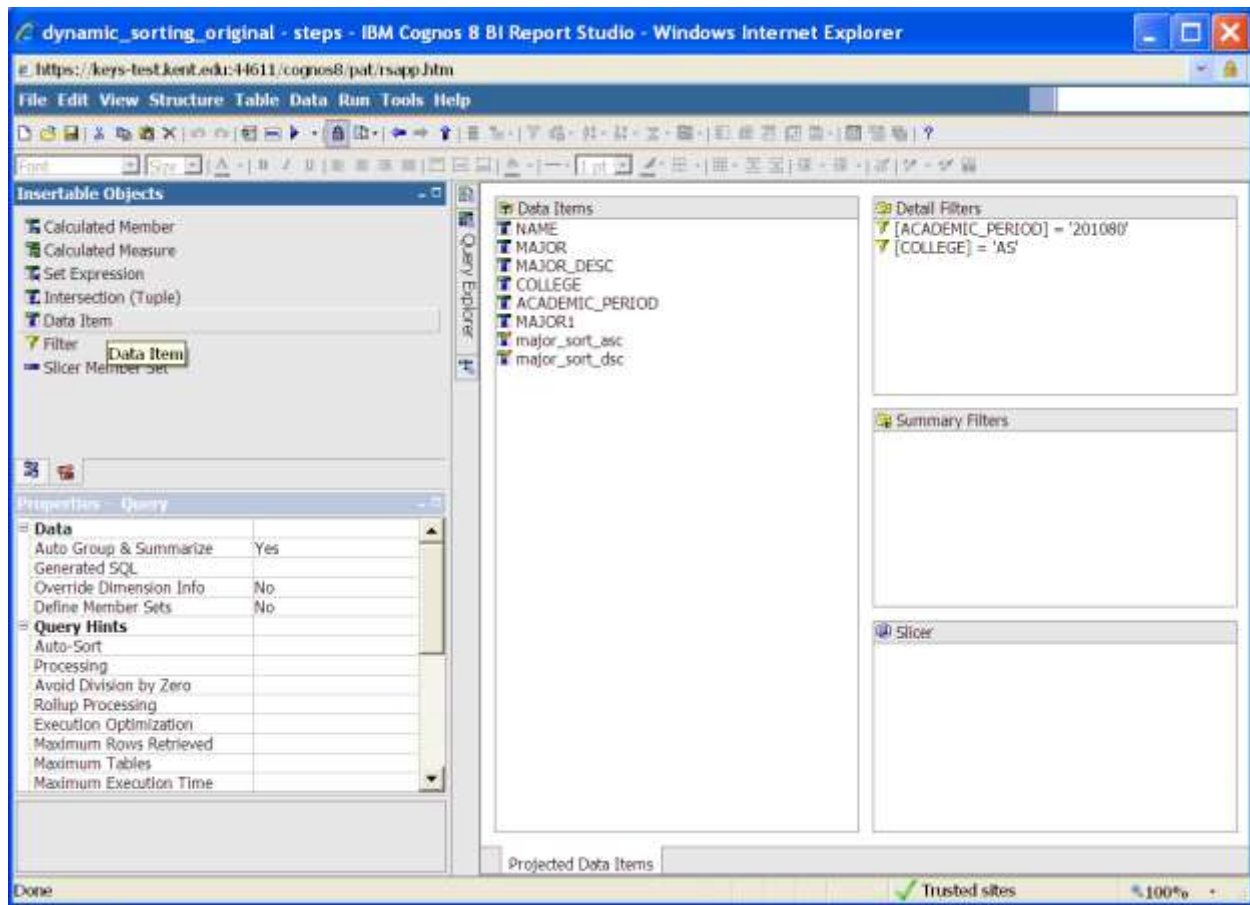 dynamic_sorting_original - steps - IBM Cognos 8 BI Report Studio - Windows Internet Explorer
https://keys-test.kent.edu:44611/cognos8/pat/rsapp.htm
File Edit View Structure Table Data Run Tools Help
Font Size 1 pt
Insertable Objects
Calculated Member
Calculated Measure
Set Expression
Intersection (Tuple)
Data Item
Filter
Data Item
Slicer Member Set
Properties - Query
Data
Auto Group & Summarize Yes
Generated SQL
Override Dimension Info No
Define Member Sets No
Query Hints
Auto-Sort
Processing
Avoid Division by Zero
Rollup Processing
Execution Optimization
Maximum Rows Retrieved
Maximum Tables
Maximum Execution Time
Query Explorer
Data Items
NAME
MAJOR
MAJOR_DESC
COLLEGE
ACADEMIC_PERIOD
MAJOR1
major_sort_asc
major_sort_dsc
Detail Filters
[ACADEMIC_PERIOD] = '201080'
[COLLEGE] = 'AS'
Summary Filters
Slicer
Projected Data Items
Done
Trusted sites
100%